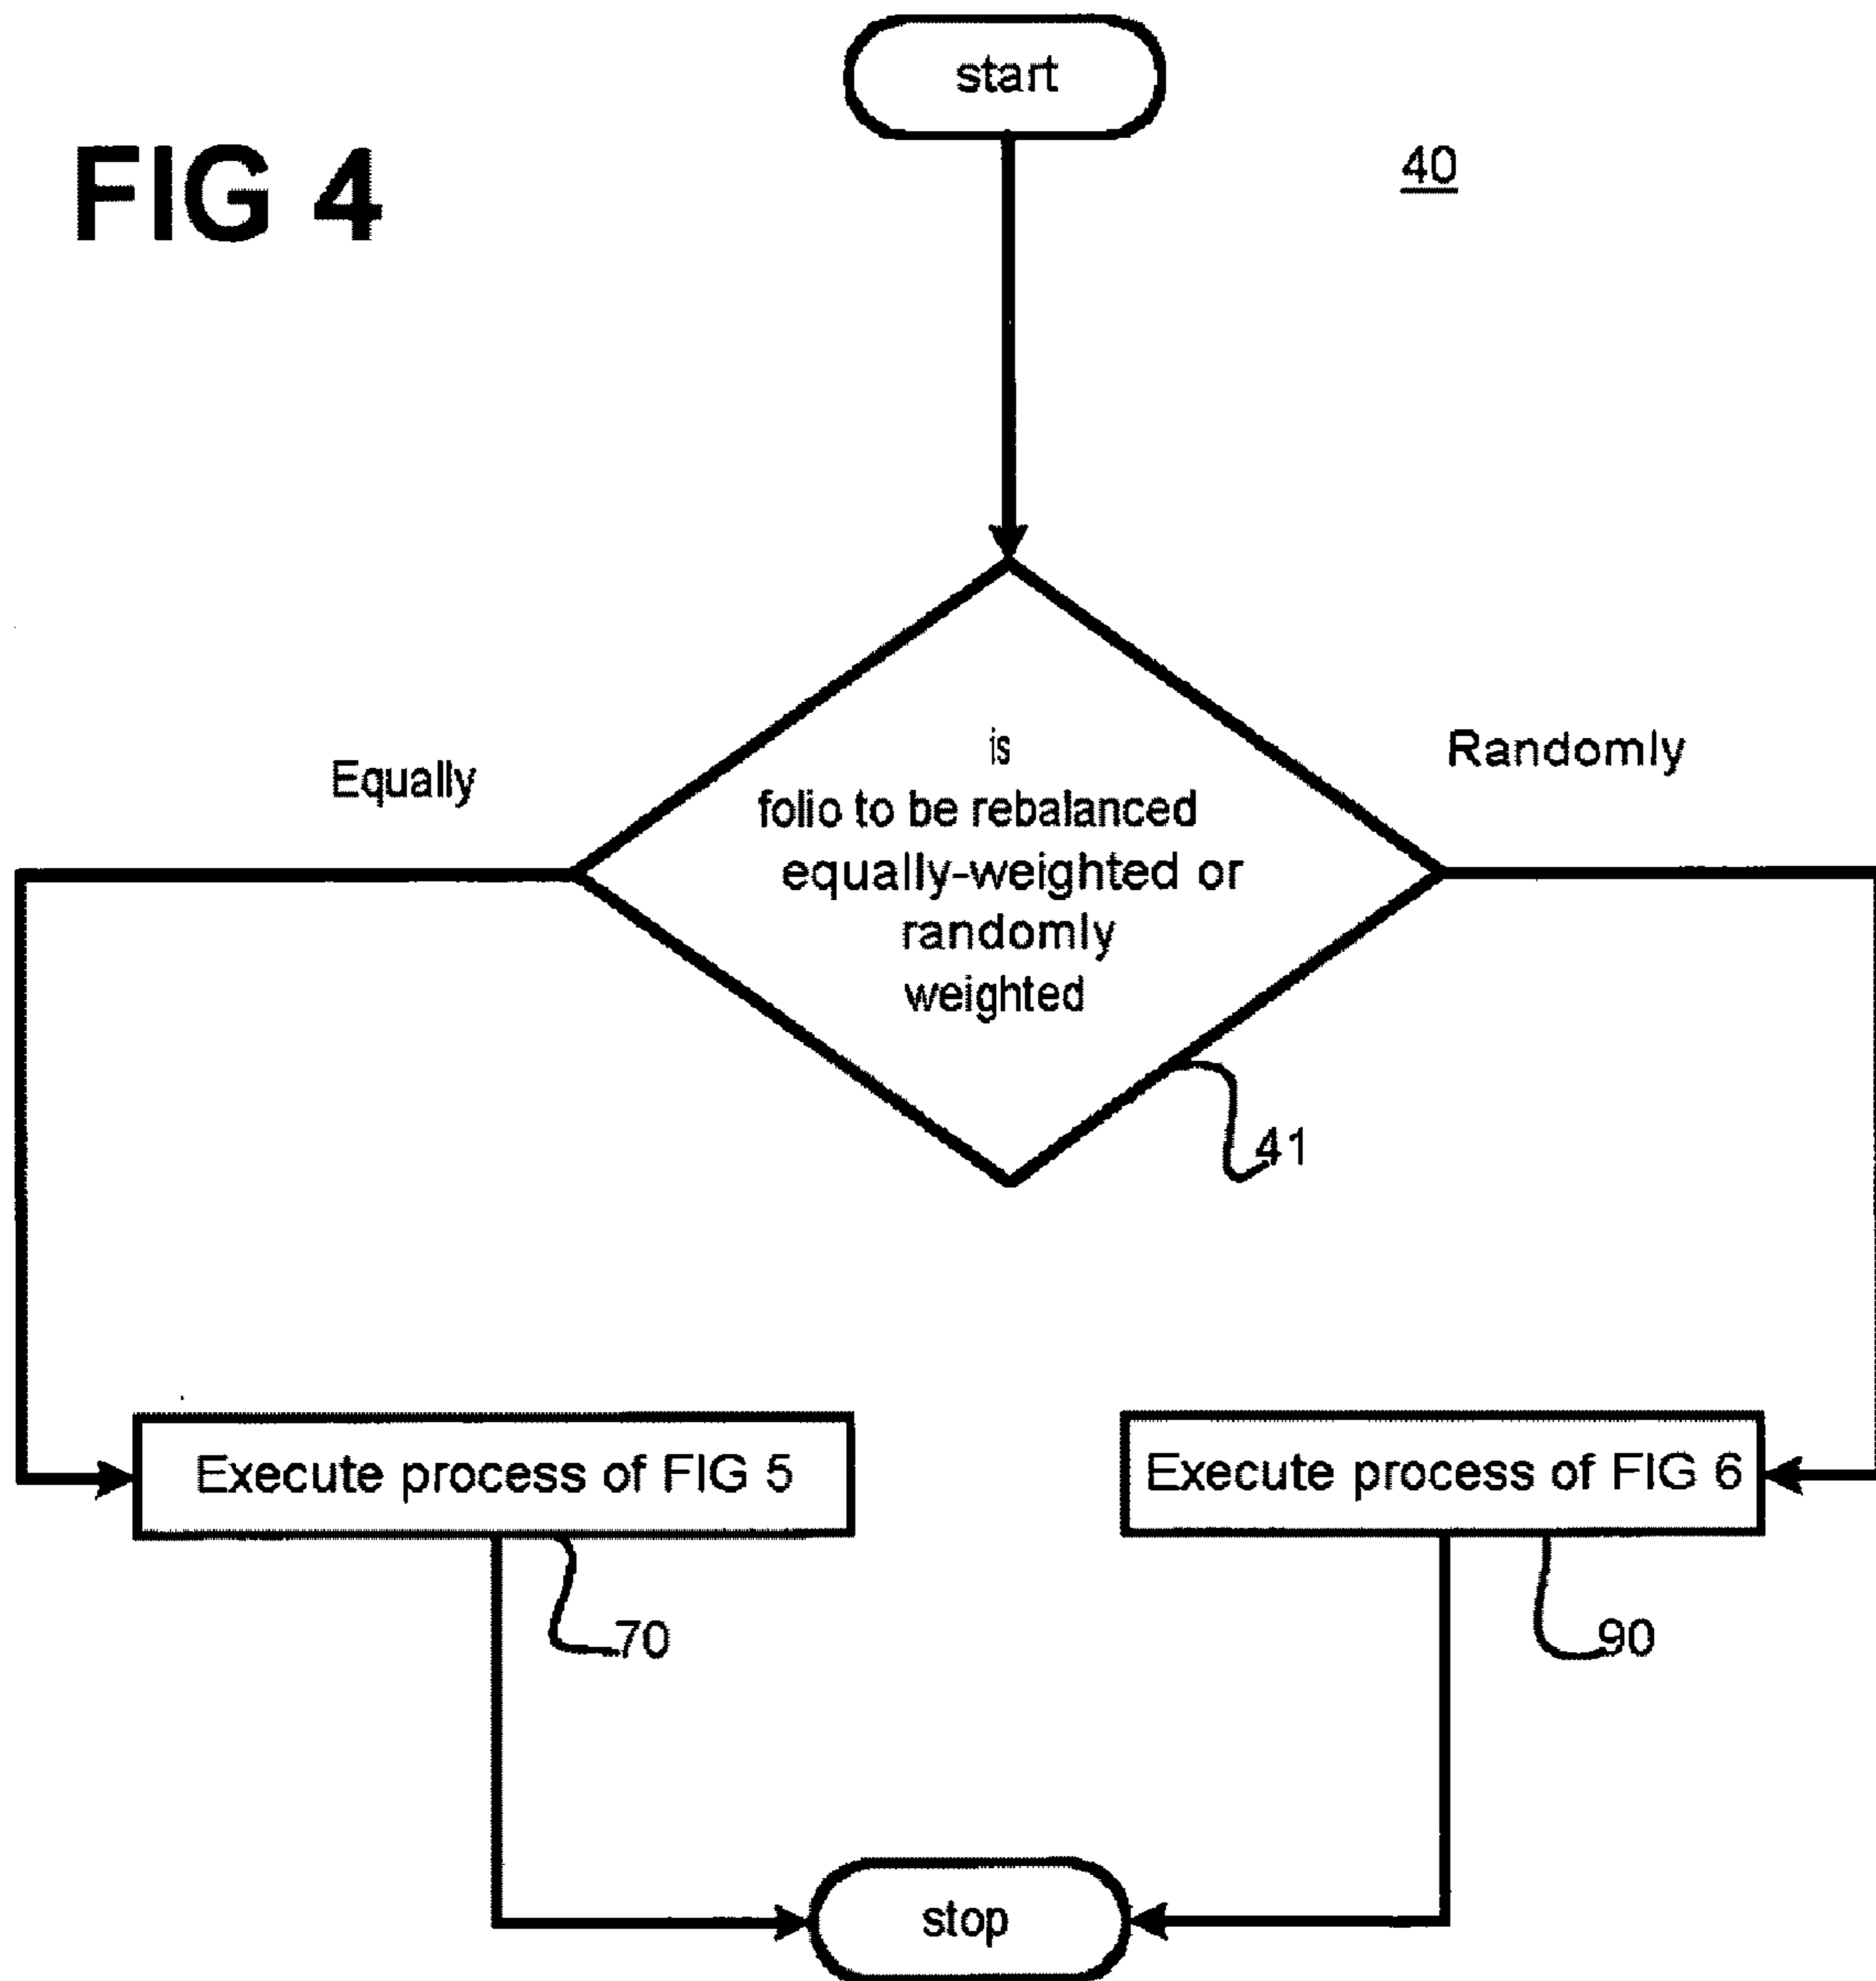 start
FIG 4
40
is
folio to be rebalanced
equally-weighted or
randomly
weighted
Equally
Randomly
41
Execute process of FIG 5
Execute process of FIG 6
70
90
stop